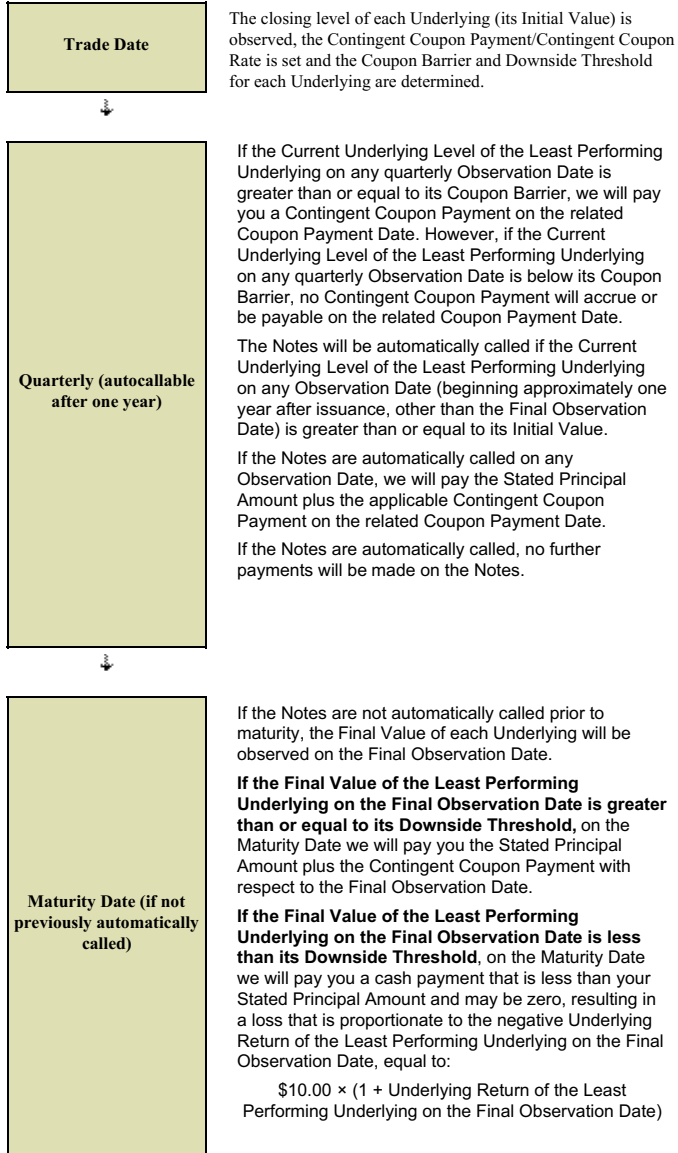 Trade Date
The closing level of each Underlying (its Initial Value) is
observed, the Contingent Coupon Payment/Contingent Coupon
Rate is set and the Coupon Barrier and Downside Threshold
for each Underlying are determined.
Quarterly (autocallable
after one year)
If the Current Underlying Level of the Least Performing
Underlying on any quarterly Observation Date is
greater than or equal to its Coupon Barrier, we will pay
you a Contingent Coupon Payment on the related
Coupon Payment Date. However, if the Current
Underlying Level of the Least Performing Underlying
on any quarterly Observation Date is below its Coupon
Barrier, no Contingent Coupon Payment will accrue or
be payable on the related Coupon Payment Date.
The Notes will be automatically called if the Current
Underlying Level of the Least Performing Underlying
on any Observation Date (beginning approximately one
year after issuance, other than the Final Observation
Date) is greater than or equal to its Initial Value.
If the Notes are automatically called on any
Observation Date, we will pay the Stated Principal
Amount plus the applicable Contingent Coupon
Payment on the related Coupon Payment Date.
If the Notes are automatically called, no further
payments will be made on the Notes.
Maturity Date (if not
previously automatically
called)
If the Notes are not automatically called prior to
maturity, the Final Value of each Underlying will be
observed on the Final Observation Date.
If the Final Value of the Least Performing
Underlying on the Final Observation Date is greater
than or equal to its Downside Threshold, on the
Maturity Date we will pay you the Stated Principal
Amount plus the Contingent Coupon Payment with
respect to the Final Observation Date.
If the Final Value of the Least Performing
Underlying on the Final Observation Date is less
than its Downside Threshold, on the Maturity Date
we will pay you a cash payment that is less than your
Stated Principal Amount and may be zero, resulting in
a loss that is proportionate to the negative Underlying
Return of the Least Performing Underlying on the Final
Observation Date, equal to:
$10.00 × (1 + Underlying Return of the Least
Performing Underlying on the Final Observation Date)